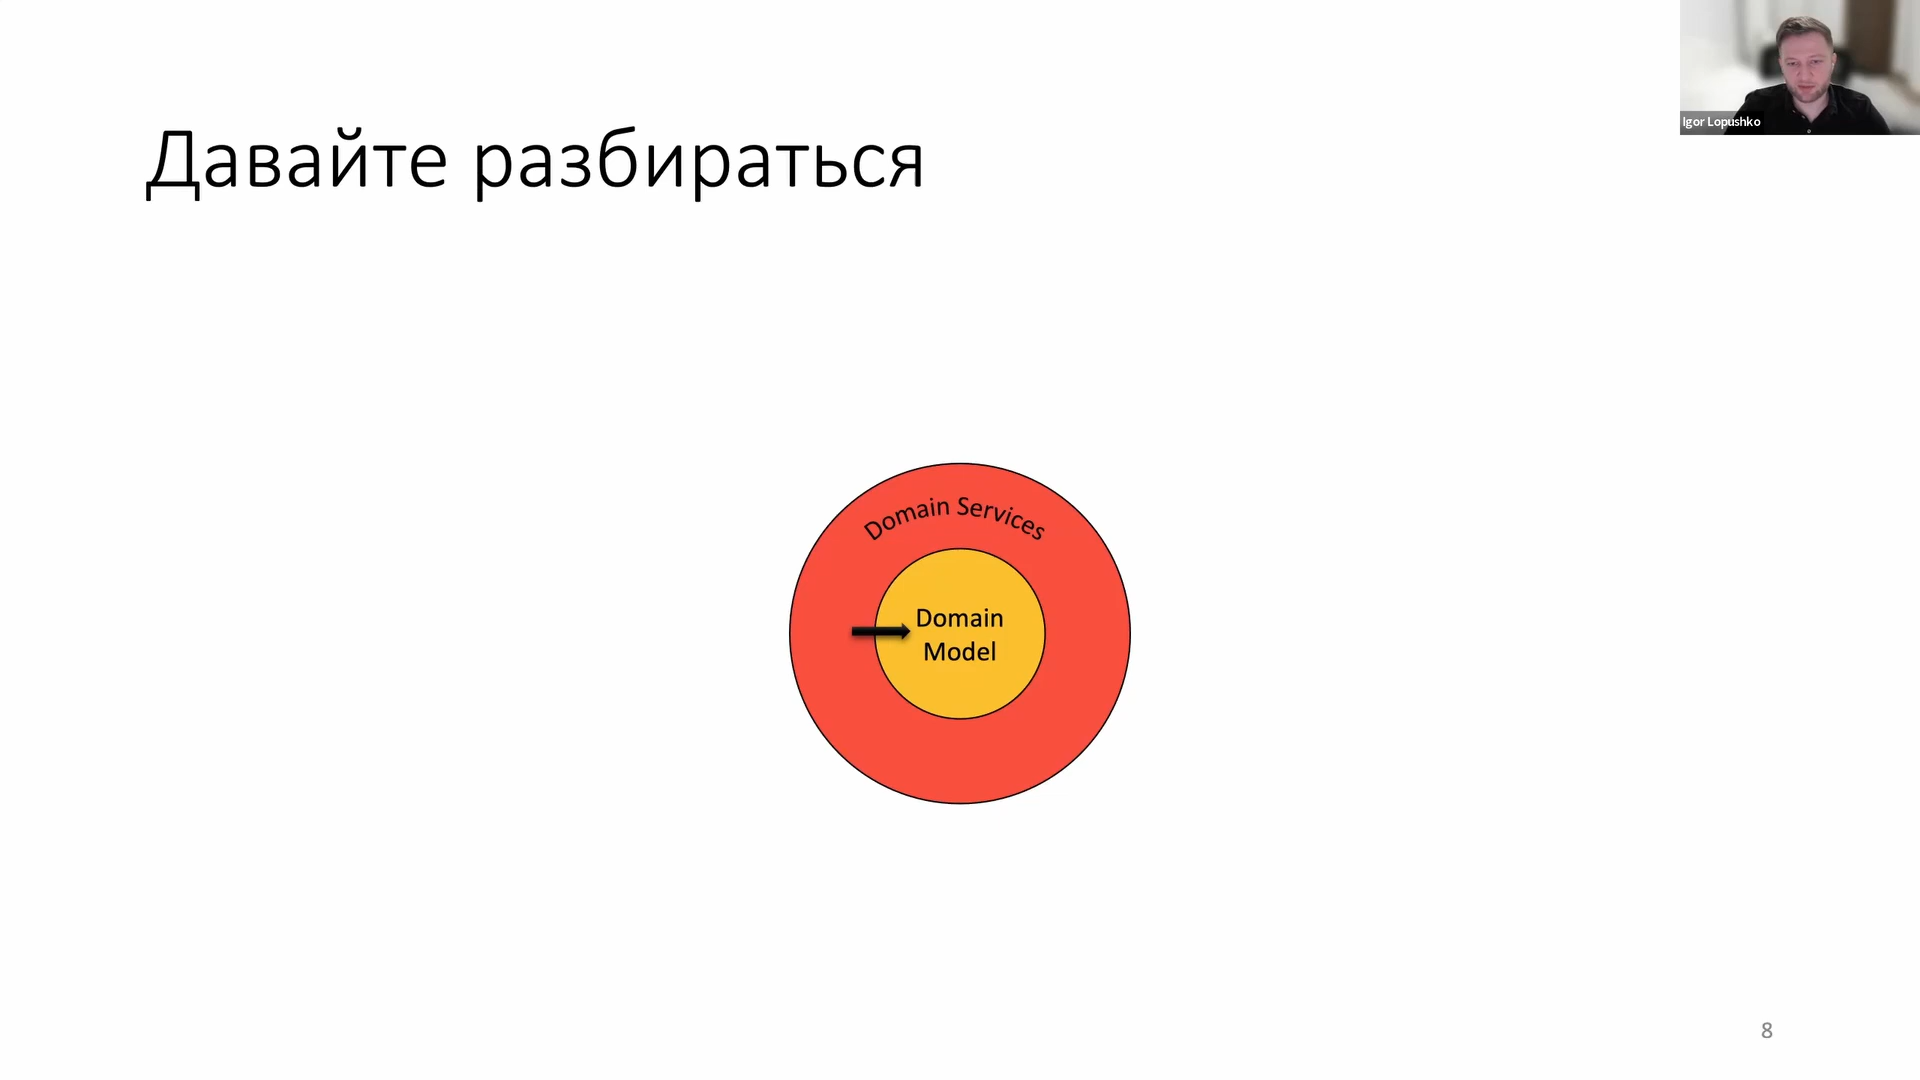 Igor Lopushko
Давайте разбираться
Domain Services
Domain
Model
8